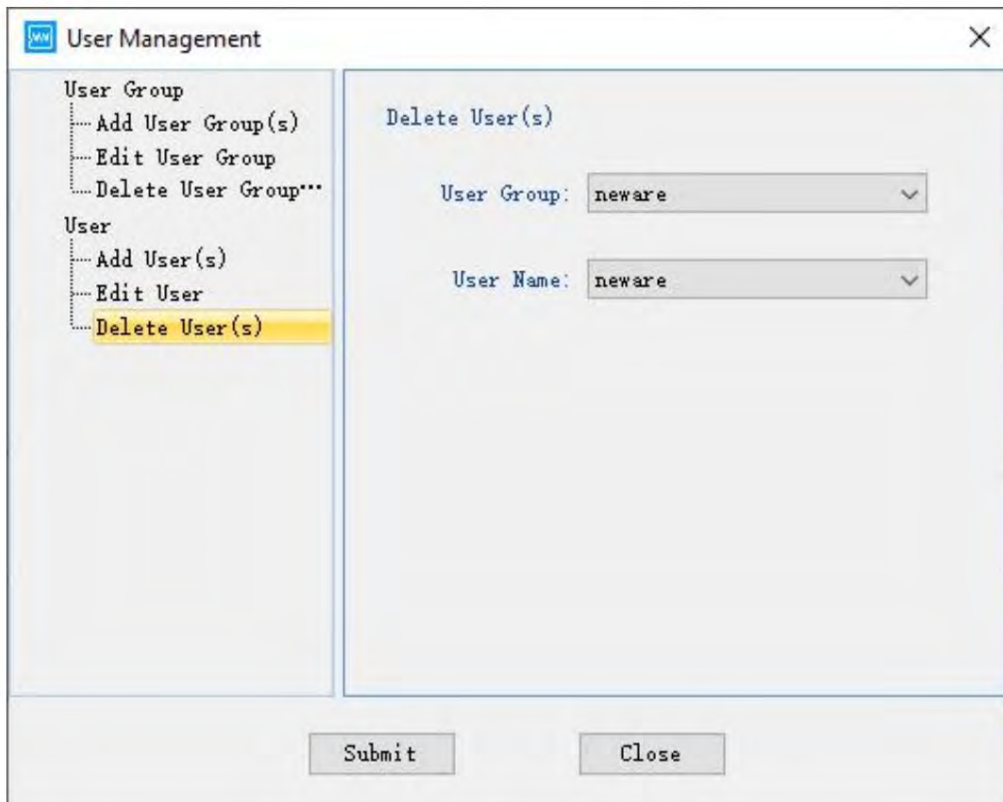 User Management
User Group
Add User Group(s)
Edit User Group
Delete User Group...
User
Add User(s)
Edit User
Delete User(s)
Delete User(s)
User Group: neware
User Name: neware
Submit Close